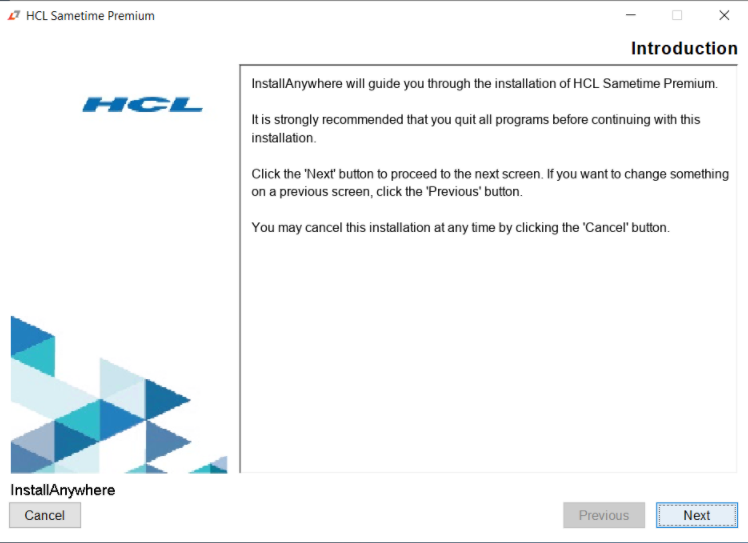 HCL Sametime Premium
Introduction
HCL
InstallAnywhere will guide you through the installation of HCL Sametime Premium.
It is strongly recommended that you quit all programs before continuing with this
installation.
Click the 'Next' button to proceed to the next screen. If you want to change something
on a previous screen, click the 'Previous' button.
You may cancel this installation at any time by clicking the 'Cancel' button.
InstallAnywhere
Cancel
Previous
Next